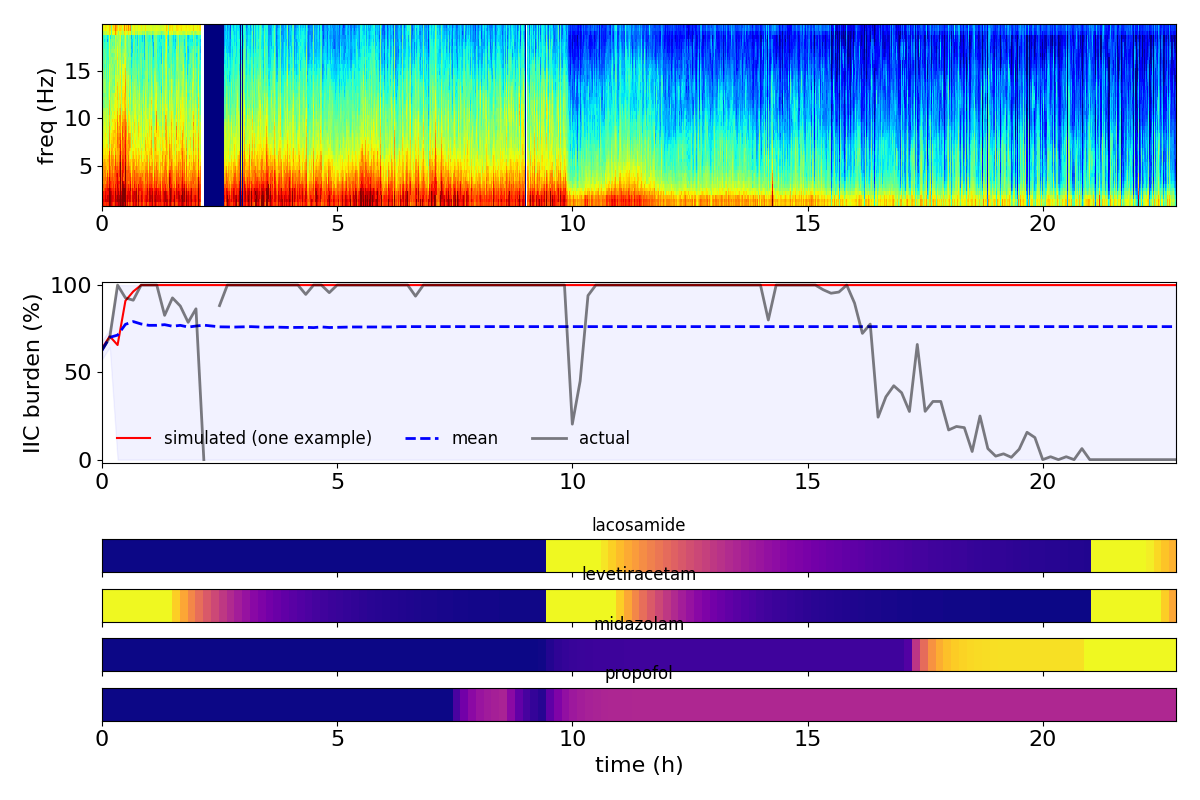 freq (Hz)
15
10
5
0 5 10 15 20
IIC burden (%)
100
50
0
simulated (one example) mean actual
0 5 10 15 20
lacosamide
levetiracetam
midazolam
propofol
0 5 10 15 20
time (h)